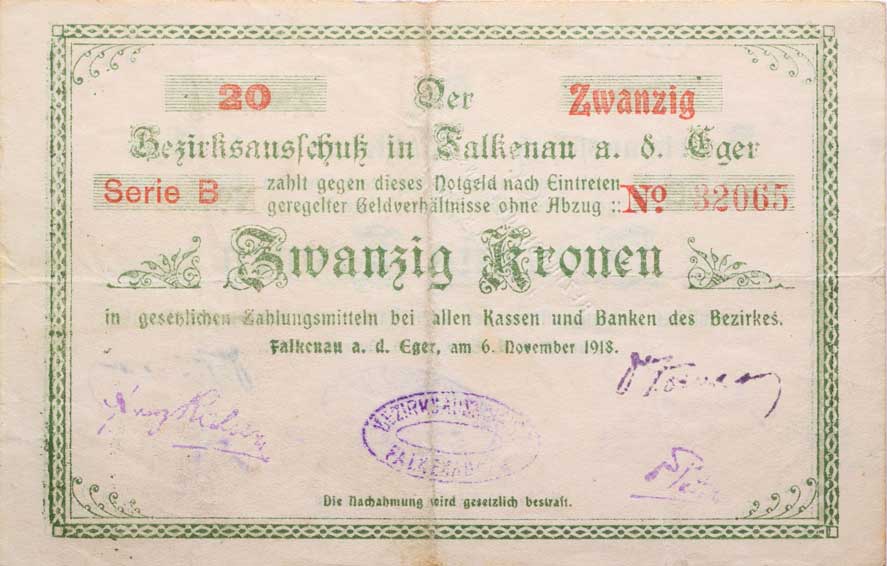 20 Der Zwanzig
Bezirksausschuß in Falkenau a. d. Eger
Serie B zahlt gegen dieses Notgeld nach Eintreten
geregelter Geldverhältnisse ohne Abzug :: No. 32065
Zwanzig Kronen
in gesetzlichen Zahlungsmitteln bei allen Kassen und Banken des Bezirkes.
Falkenau a. d. Eger, am 6. November 1918.
BEZIRKSAUSSCHUSS
FALKENAU
Die Nachahmung wird gesetzlich bestraft.